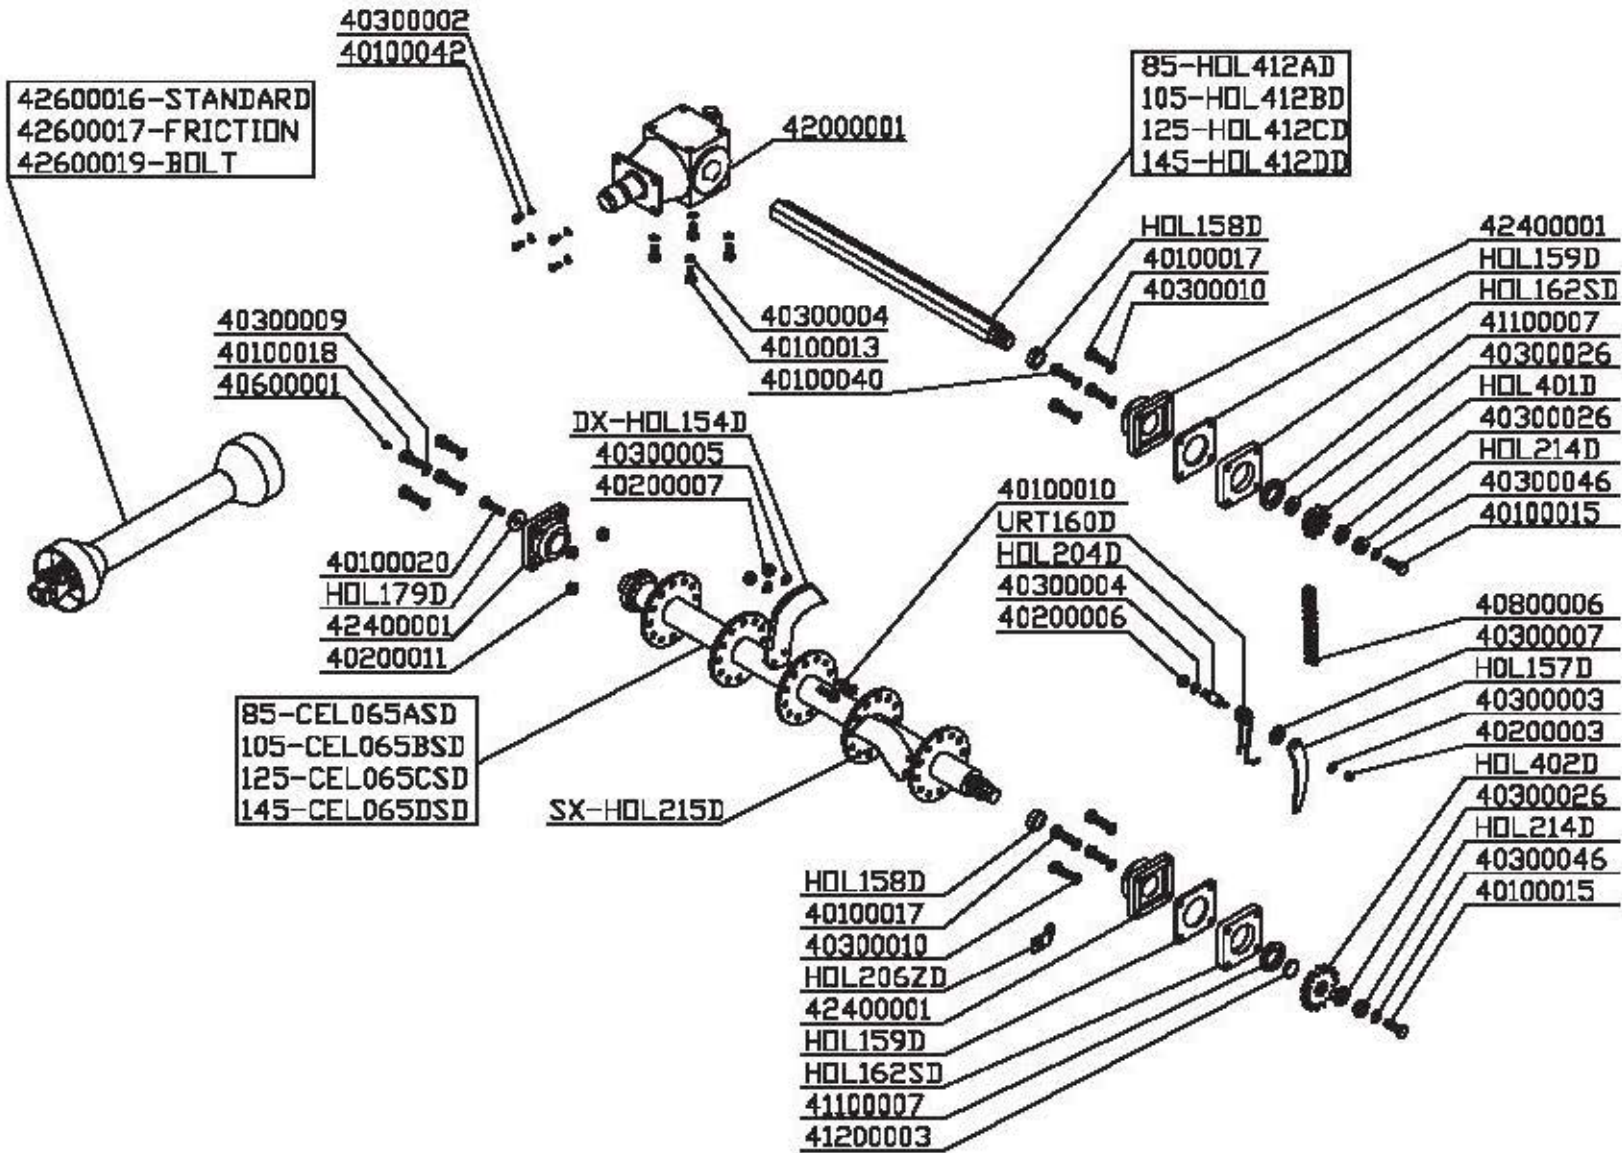 40300002
40100042
42600016-STANDARD
42600017-FRICTION
42600019-BOLT
42000001
85-HOL412AD
105-HOL412BD
125-HOL412CD
145-HOL412DD
HOL158D
40100017
40300010
42400001
HOL159D
HOL162SD
41100007
40300026
HOL401D
40300026
HOL214D
40300046
40100015
40300004
40100013
40100040
40300009
40100018
40600001
DX-HOL154D
40300005
40200007
40100020
HOL179D
42400001
40200011
40100010
URT160D
HOL204D
40300004
40200006
40800006
40300007
HOL157D
40300003
40200003
HOL402D
40300026
HOL214D
40300046
40100015
85-CEL065ASD
105-CEL065BSD
125-CEL065CSD
145-CEL065DSD
SX-HOL215D
HOL158D
40100017
40300010
HOL206ZD
42400001
HOL159D
HOL162SD
41100007
41200003